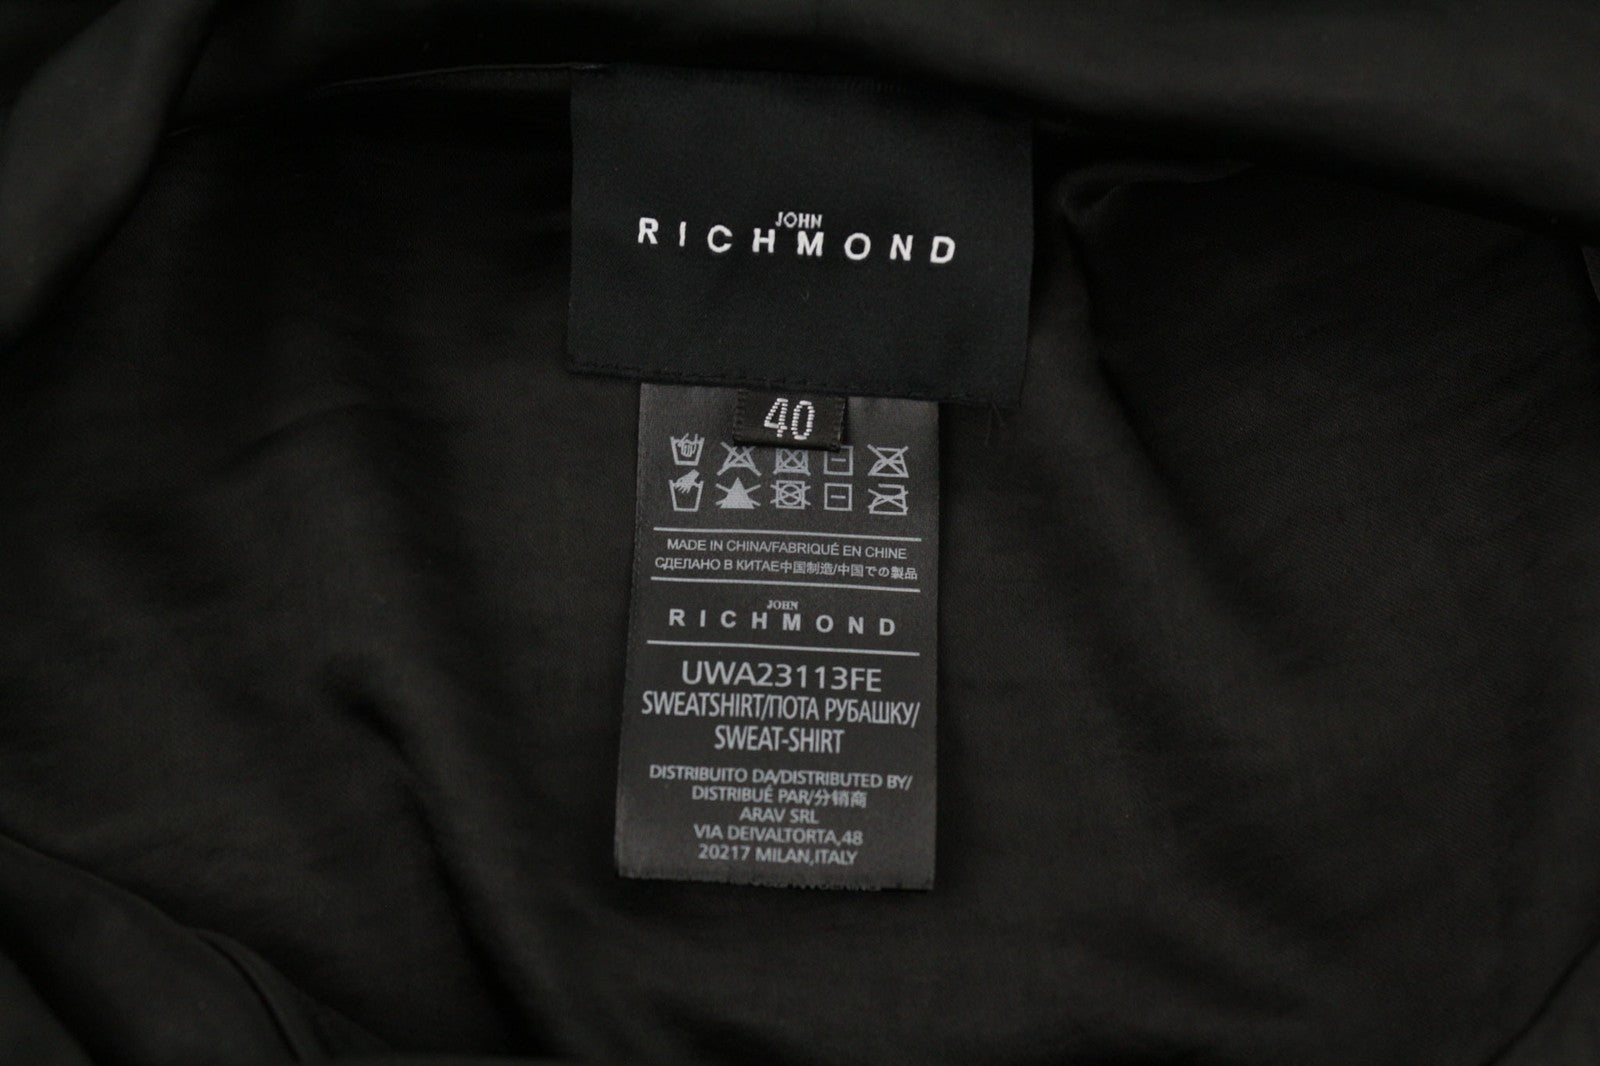 JOHN
RICHMOND
40
MADE IN CHINA/FABRIQUÉ EN CHINE
СДЕЛАНО В КИТАЕ中国制造/中国での製品
JOHN
RICHMOND
UWA23113FE
SWEATSHIRT/ПОТА РУБАШКУ/
SWEAT-SHIRT
DISTRIBUITO DA/DISTRIBUTED BY/
DISTRIBUÉ PAR/分销商
ARAV SRL
VIA DEIVALTORTA,48
20217 MILAN,ITALY